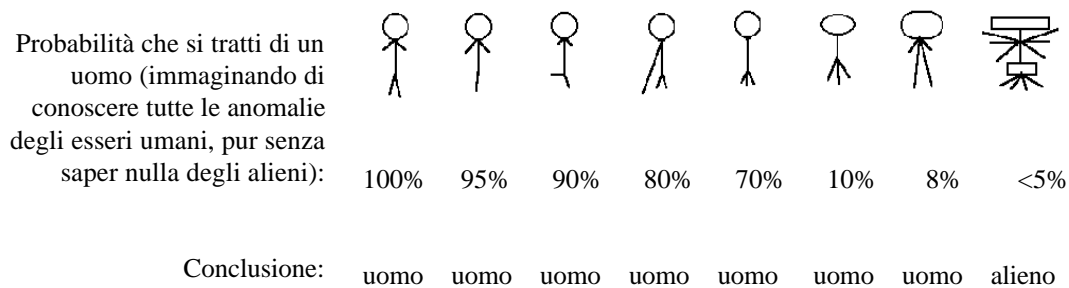 Probabilità che si tratti di un
uomo (immaginando di
conoscere tutte le anomalie
degli esseri umani, pur senza
saper nulla degli alieni):
100% 95% 90% 80% 70% 10% 8% <5%
Conclusione: uomo uomo uomo uomo uomo uomo uomo alieno